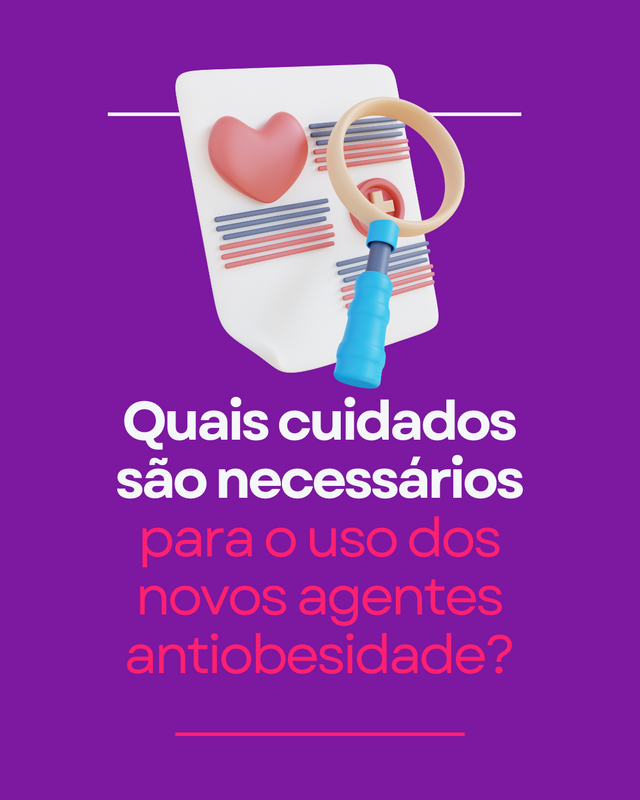 Quais cuidados
são necessários
para o uso dos
novos agentes
antiobesidade?